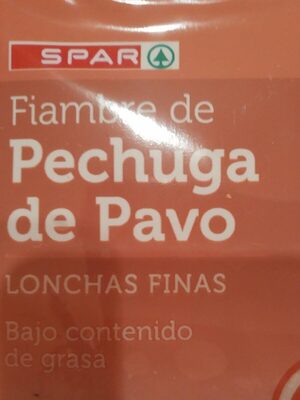 SPAR
Fiambre de
Pechuga
de Pavo
LONCHAS FINAS
Bajo contenido
de grasa